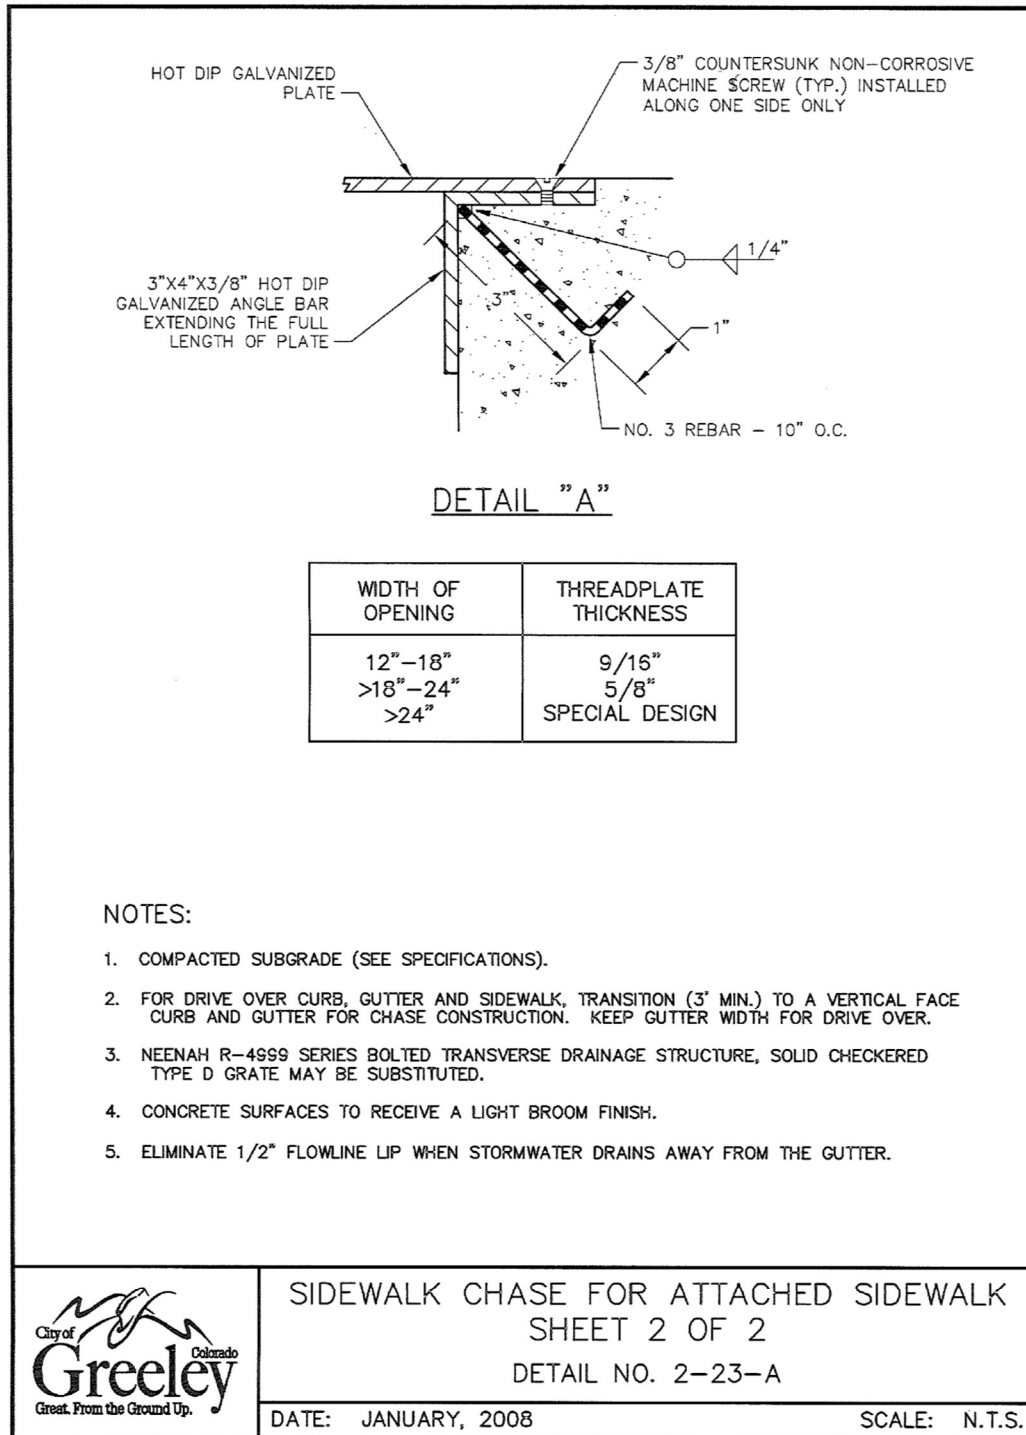 HOT DIP GALVANIZED
PLATE
3/8" COUNTERSUNK NON-CORROSIVE
MACHINE SCREW (TYP.) INSTALLED
ALONG ONE SIDE ONLY
1/4"
3"X4"X3/8" HOT DIP
GALVANIZED ANGLE BAR
EXTENDING THE FULL
LENGTH OF PLATE
3"
1"
NO. 3 REBAR - 10" O.C.
DETAIL "A"
WIDTH OF
OPENING
THREADPLATE
THICKNESS
12"-18"
9/16"
>18"-24"
5/8"
>24"
SPECIAL DESIGN
NOTES:
1. COMPACTED SUBGRADE (SEE SPECIFICATIONS).
2. FOR DRIVE OVER CURB, GUTTER AND SIDEWALK, TRANSITION (3' MIN.) TO A VERTICAL FACE
CURB AND GUTTER FOR CHASE CONSTRUCTION. KEEP GUTTER WIDTH FOR DRIVE OVER.
3. NEENAH R-4999 SERIES BOLTED TRANSVERSE DRAINAGE STRUCTURE, SOLID CHECKERED
TYPE D GRATE MAY BE SUBSTITUTED.
4. CONCRETE SURFACES TO RECEIVE A LIGHT BROOM FINISH.
5. ELIMINATE 1/2" FLOWLINE LIP WHEN STORMWATER DRAINS AWAY FROM THE GUTTER.
City of
Greeley
Colorado
Great. From the Ground Up.
SIDEWALK CHASE FOR ATTACHED SIDEWALK
SHEET 2 OF 2
DETAIL NO. 2-23-A
DATE: JANUARY, 2008
SCALE: N.T.S.